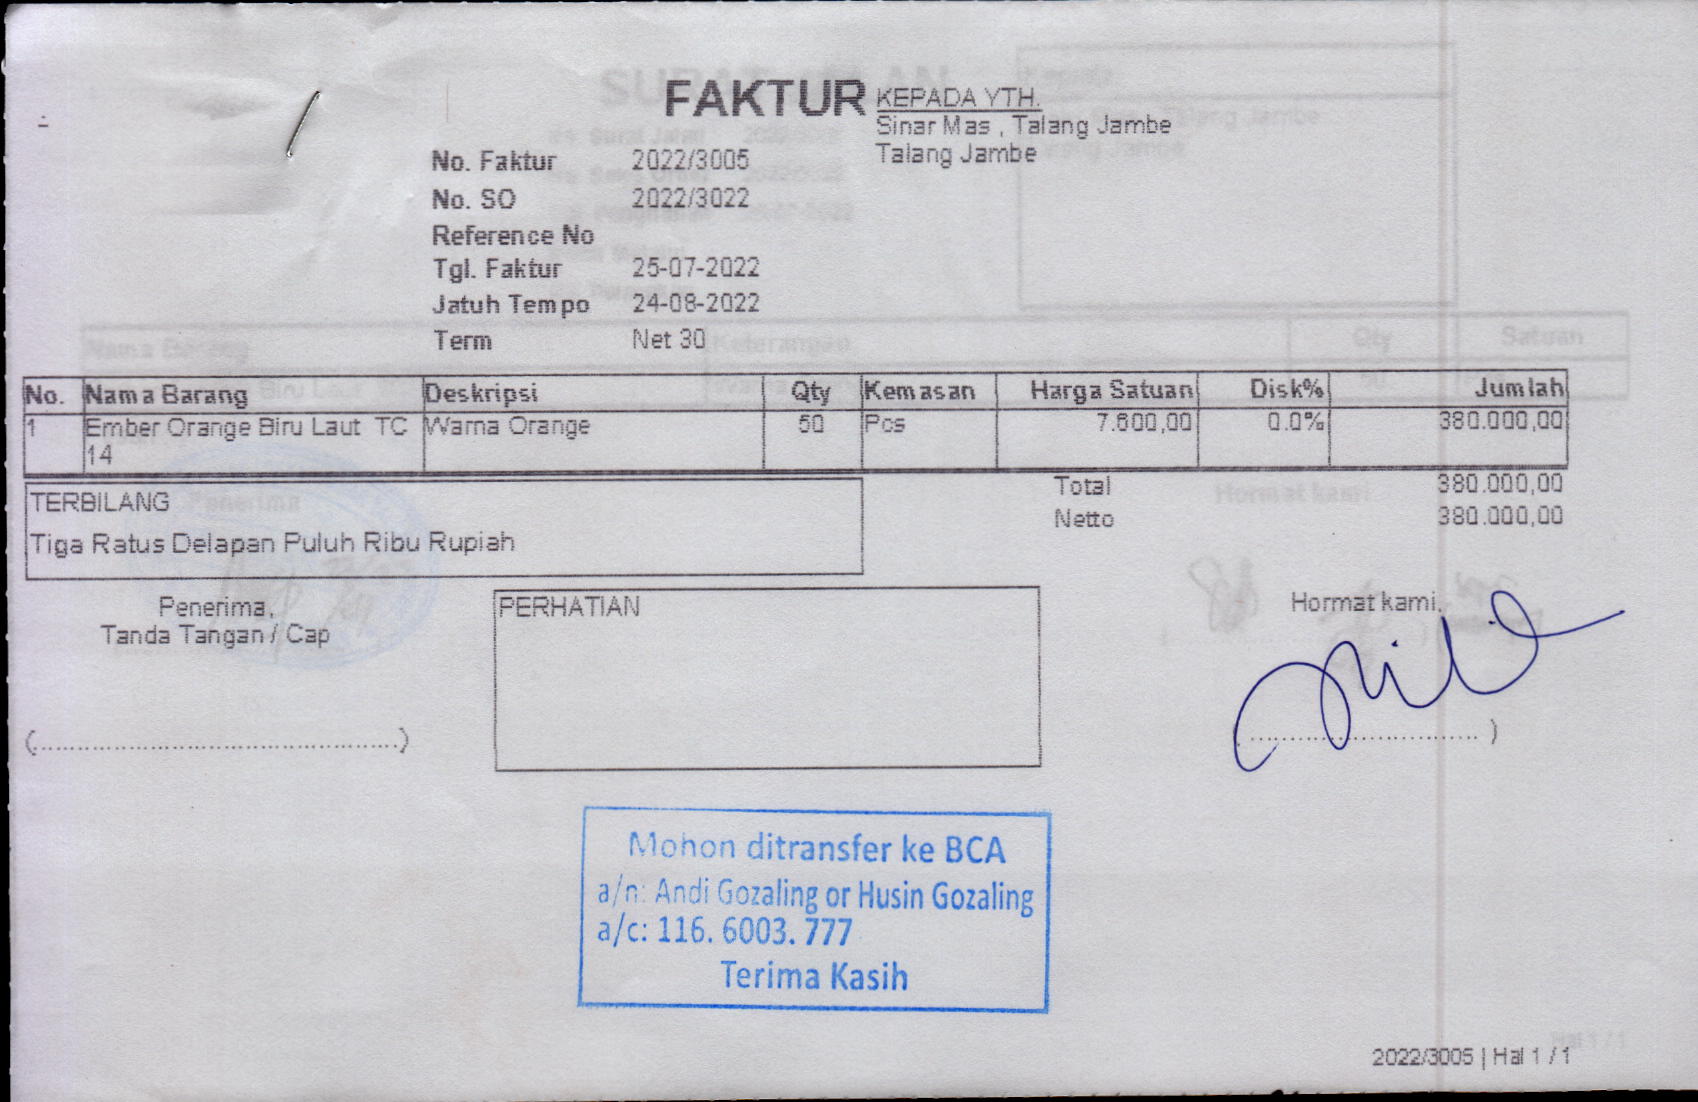 FAKTUR
KEPADA YTH.
Sinar Mas , Talang Jambe
Talang Jambe
No. Faktur 2022/3005
No. SO 2022/3022
Reference No
Tgl. Faktur 25-07-2022
Jatuh Tempo 24-08-2022
Term Net 30
No. Nama Barang Deskripsi Qty Kemasan Harga Satuan Disk% Jumlah
1 Ember Orange Biru Laut TC Warna Orange 50 Pcs 7.600,00 0.0% 380.000,00
14
Total 380.000,00
Netto 380.000,00
TERBILANG
Tiga Ratus Delapan Puluh Ribu Rupiah
Penerima,
Tanda Tangan / Cap
(..............................................)
PERHATIAN
Hormat kami,
(.............................. )
Mohon ditransfer ke BCA
a/n: Andi Gozaling or Husin Gozaling
a/c: 116. 6003. 777
Terima Kasih
2022/3005 | Hal 1 / 1